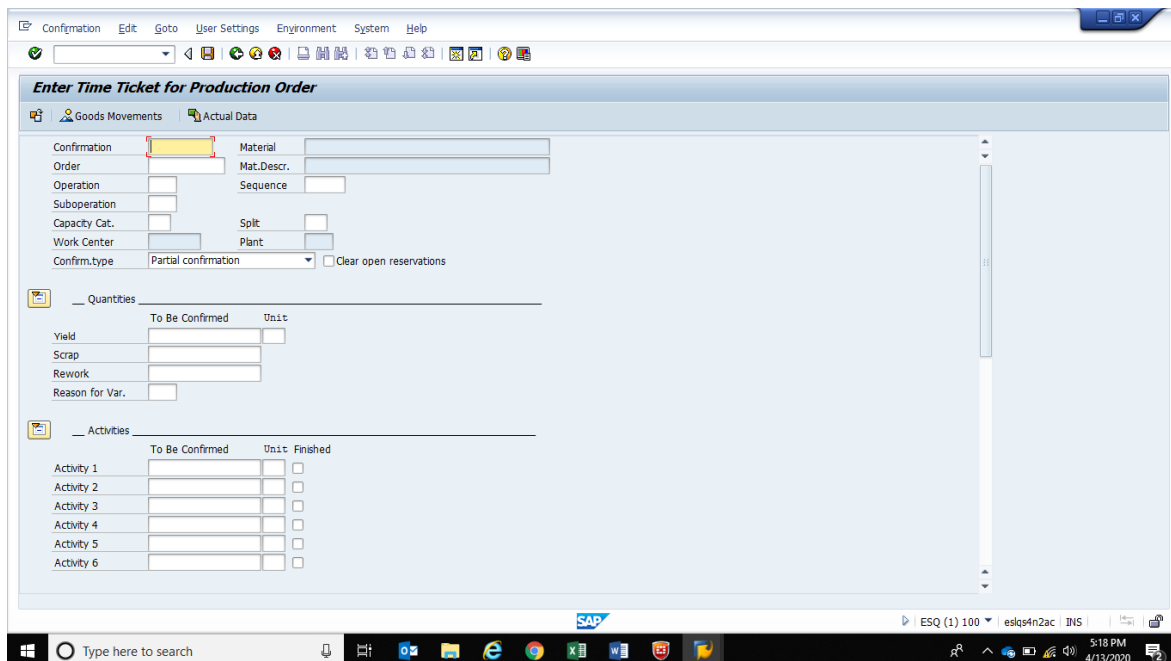 Confirmation Edit Goto User Settings Environment System Help
Enter Time Ticket for Production Order
Goods Movements Actual Data
Confirmation Material
Order Mat.Descr.
Operation Sequence
Suboperation
Capacity Cat. Split
Work Center Plant
Confirm.type Partial confirmation Clear open reservations
Quantities
To Be Confirmed Unit
Yield
Scrap
Rework
Reason for Var.
Activities
To Be Confirmed Unit Finished
Activity 1
Activity 2
Activity 3
Activity 4
Activity 5
Activity 6
SAP
ESQ (1) 100 eslqs4n2ac INS
Type here to search
5:18 PM
4/13/2020